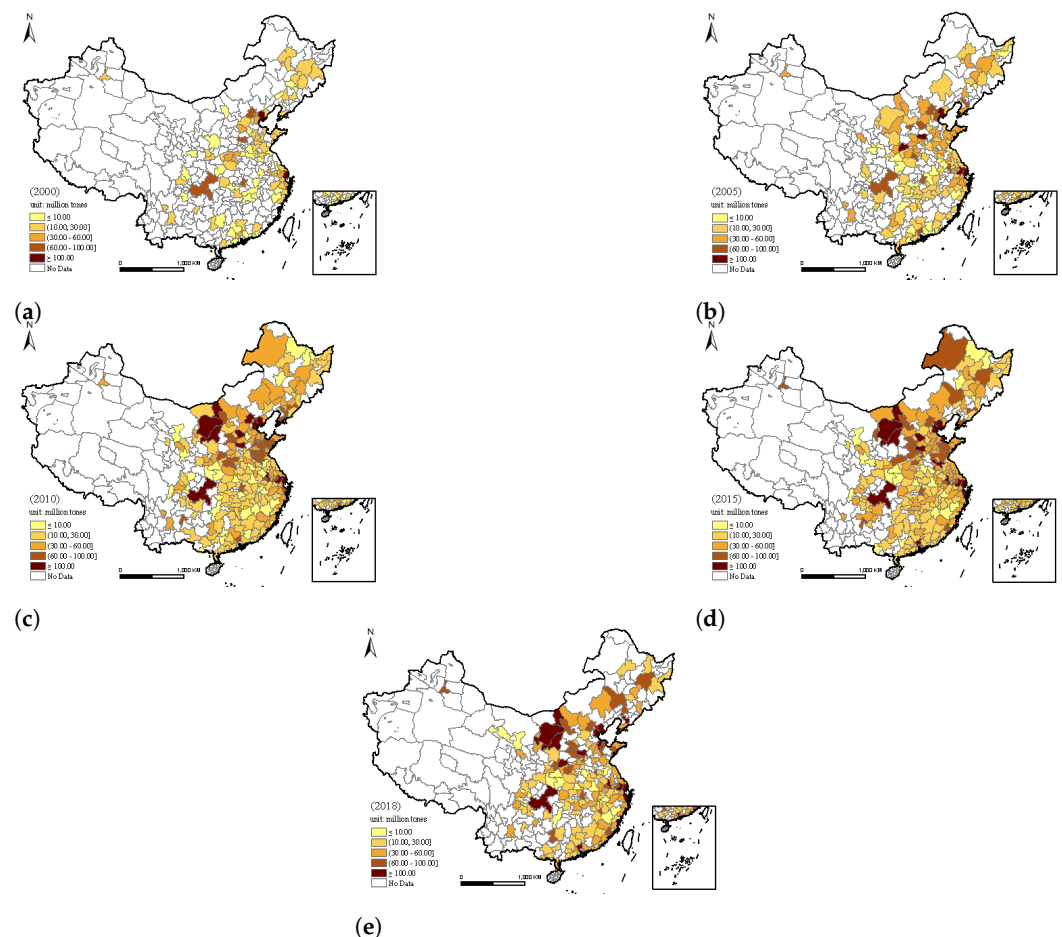 N
(2000)
unit: million tones
≤ 10.00
(10.00, 30.00]
(30.00 - 60.00]
(60.00 - 100.00]
≥ 100.00
No Data
0 1,000 KM
(a)
N
(2005)
unit: million tones
≤ 10.00
(10.00, 30.00]
(30.00 - 60.00]
(60.00 - 100.00]
≥ 100.00
No Data
0 1,000 KM
(b)
N
(2010)
unit: million tones
≤ 10.00
(10.00, 30.00]
(30.00 - 60.00]
(60.00 - 100.00]
≥ 100.00
No Data
0 1,000 KM
(c)
N
(2015)
unit: million tones
≤ 10.00
(10.00, 30.00]
(30.00 - 60.00]
(60.00 - 100.00]
≥ 100.00
No Data
0 1,000 KM
(d)
N
(2018)
unit: million tones
≤ 10.00
(10.00, 30.00]
(30.00 - 60.00]
(60.00 - 100.00]
≥ 100.00
No Data
0 1,000 KM
(e)